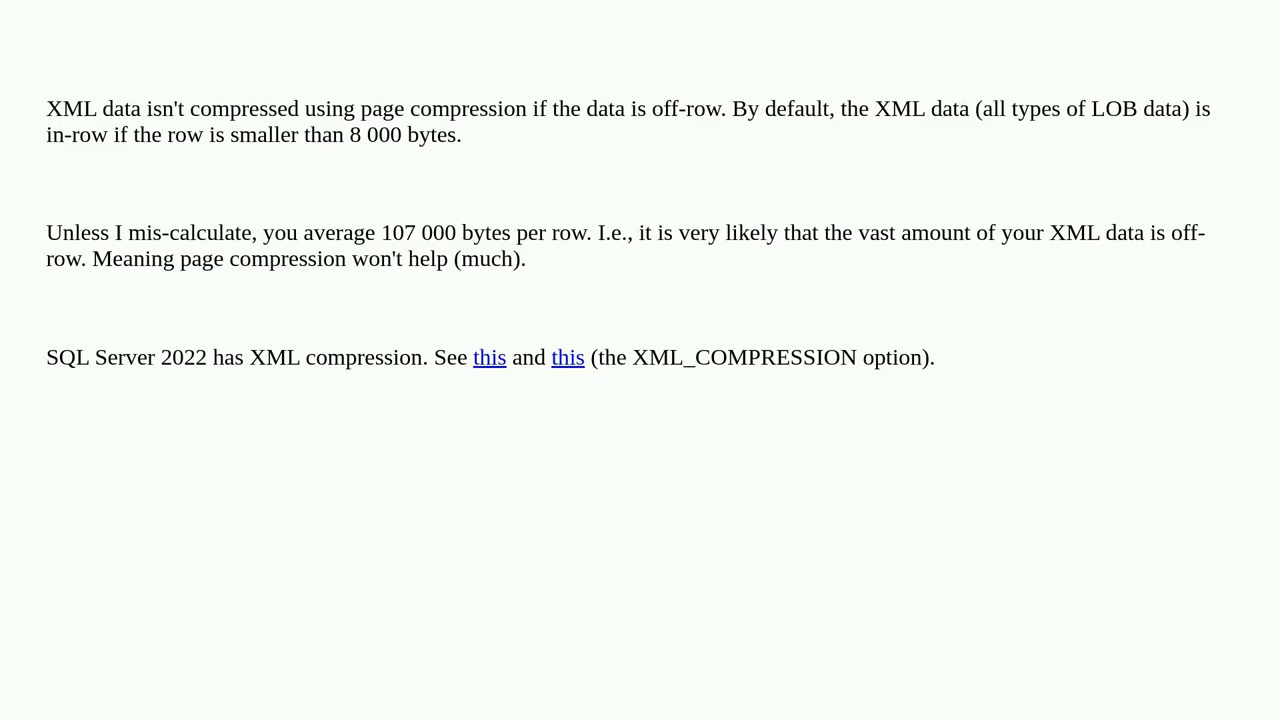 XML data isn't compressed using page compression if the data is off-row. By default, the XML data (all types of LOB data) is
in-row if the row is smaller than 8 000 bytes.
Unless I mis-calculate, you average 107 000 bytes per row. I.e., it is very likely that the vast amount of your XML data is off-
row. Meaning page compression won't help (much).
SQL Server 2022 has XML compression. See this and this (the XML_COMPRESSION option).